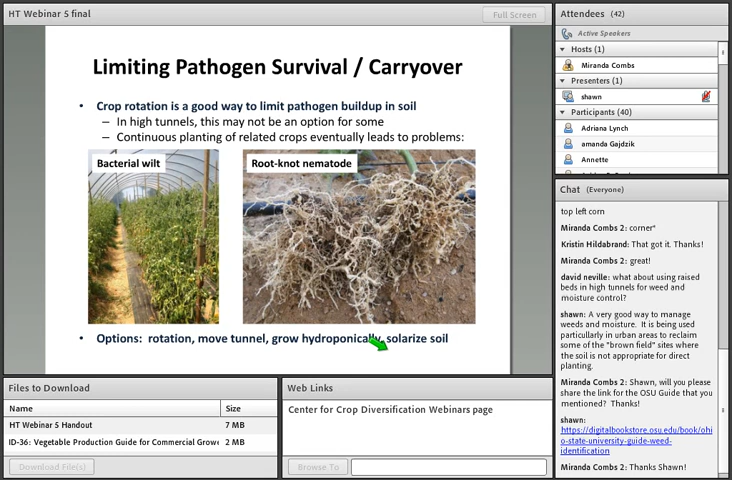 HT Webinar 5 final
Full Screen
Limiting Pathogen Survival / Carryover
• Crop rotation is a good way to limit pathogen buildup in soil
– In high tunnels, this may not be an option for some
– Continuous planting of related crops eventually leads to problems:
Bacterial wilt
Root-knot nematode
• Options: rotation, move tunnel, grow hydroponically, solarize soil
Files to Download
Name Size
HT Webinar 5 Handout 7 MB
ID-36: Vegetable Production Guide for Commercial Growe 2 MB
Download File(s)
Web Links
Center for Crop Diversification Webinars page
Browse To
Attendees (42)
Active Speakers
Hosts (1)
Miranda Combs
Presenters (1)
shawn
Participants (40)
Adriana Lynch
amanda Gajdzik
Annette
Chat (Everyone)
top left corn
Miranda Combs 2: corner*
Kristin Hildabrand: That got it. Thanks!
Miranda Combs 2: great!
david neville: what about using raised
beds in high tunnels for weed and
moisture control?
shawn: A very good way to manage
weeds and moisture. It is being used
particularly in urban areas to reclaim
some of the "brown field" sites where
the soil is not appropriate for direct
planting.
Miranda Combs 2: Shawn, will you please
share the link for the OSU Guide that you
mentioned? Thanks!
shawn:
https://digitalbookstore.osu.edu/book/ohi
o-state-university-guide-weed-
identification
Miranda Combs 2: Thanks Shawn!